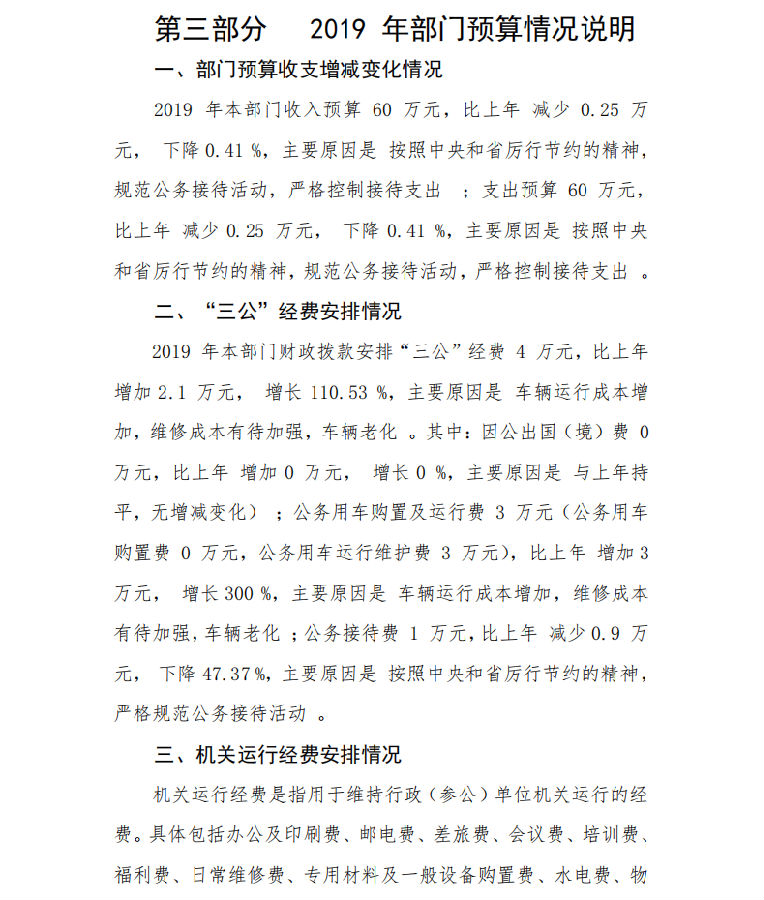 第三部分 2019 年部门预算情况说明
一、部门预算收支增减变化情况
2019 年本部门收入预算 60 万元，比上年 减少 0.25 万
元， 下降 0.41 %，主要原因是 按照中央和省厉行节约的精神，
规范公务接待活动，严格控制接待支出 ；支出预算 60 万元，
比上年 减少 0.25 万元， 下降 0.41 %，主要原因是 按照中央
和省厉行节约的精神，规范公务接待活动，严格控制接待支出 。
二、“三公”经费安排情况
2019 年本部门财政拨款安排“三公”经费 4 万元，比上年
增加 2.1 万元， 增长 110.53 %，主要原因是 车辆运行成本增
加，维修成本有待加强，车辆老化 。其中：因公出国（境）费 0
万元，比上年 增加 0 万元， 增长 0 %，主要原因是 与上年持
平，无增减变化） ；公务用车购置及运行费 3 万元（公务用车
购置费 0 万元，公务用车运行维护费 3 万元），比上年 增加 3
万元， 增长 300 %，主要原因是 车辆运行成本增加，维修成本
有待加强,车辆老化 ；公务接待费 1 万元，比上年 减少 0.9 万
元， 下降 47.37 %，主要原因是 按照中央和省厉行节约的精神，
严格规范公务接待活动 。
三、机关运行经费安排情况
机关运行经费是指用于维持行政（参公）单位机关运行的经
费。具体包括办公及印刷费、邮电费、差旅费、会议费、培训费、
福利费、日常维修费、专用材料及一般设备购置费、水电费、物